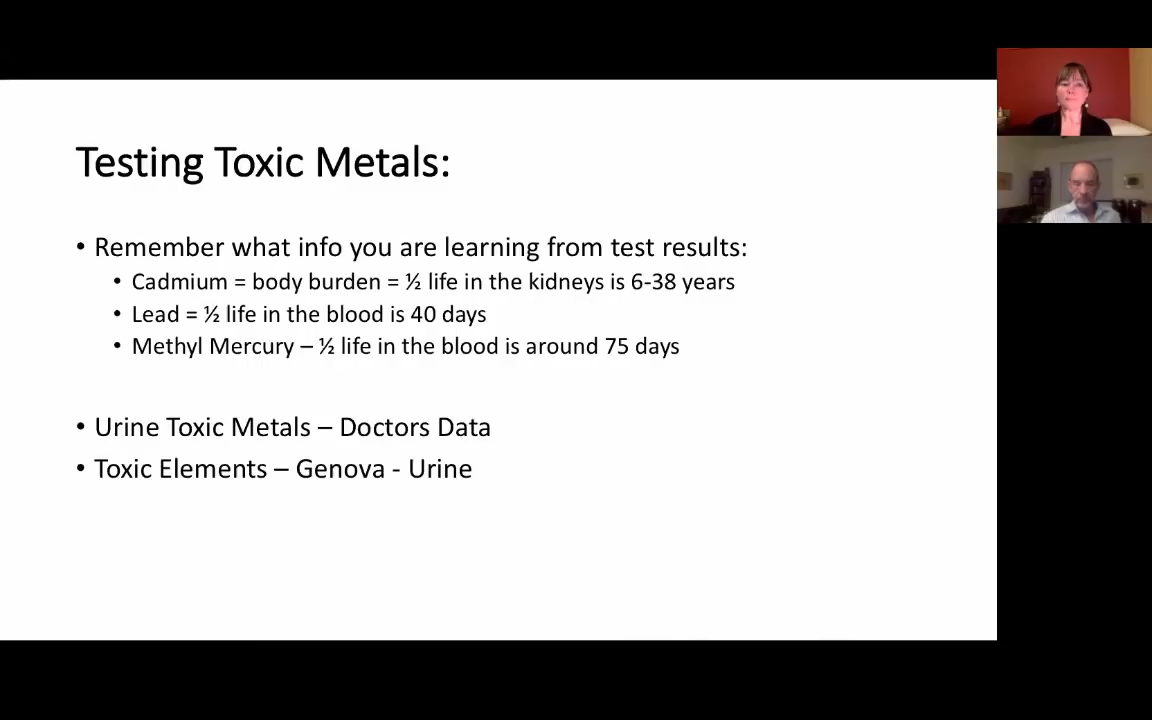 Testing Toxic Metals:
• Remember what info you are learning from test results:
• Cadmium = body burden = ½ life in the kidneys is 6-38 years
• Lead = ½ life in the blood is 40 days
• Methyl Mercury – ½ life in the blood is around 75 days
• Urine Toxic Metals – Doctors Data
• Toxic Elements – Genova - Urine